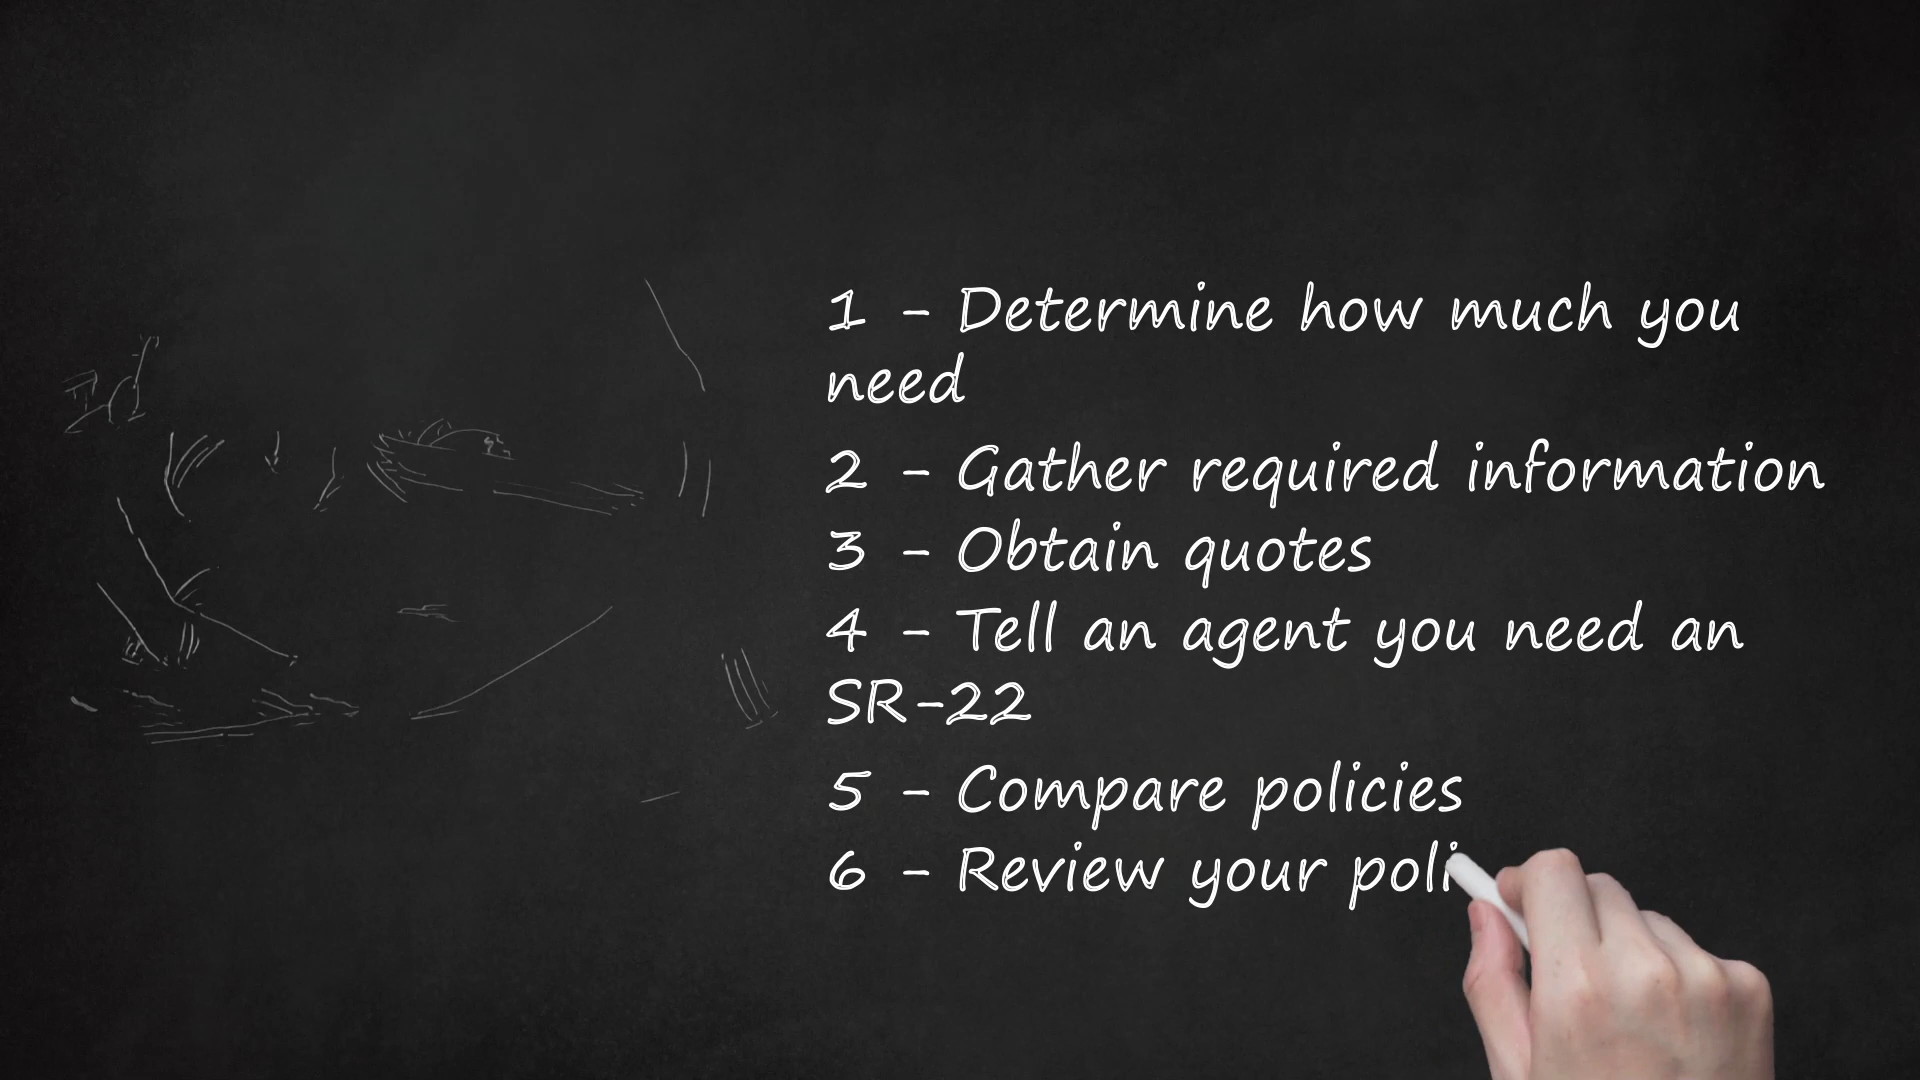 1 - Determine how much you
need
2 - Gather required information
3 - Obtain quotes
4 - Tell an agent you need an
SR-22
5 - Compare policies
6 - Review your poli